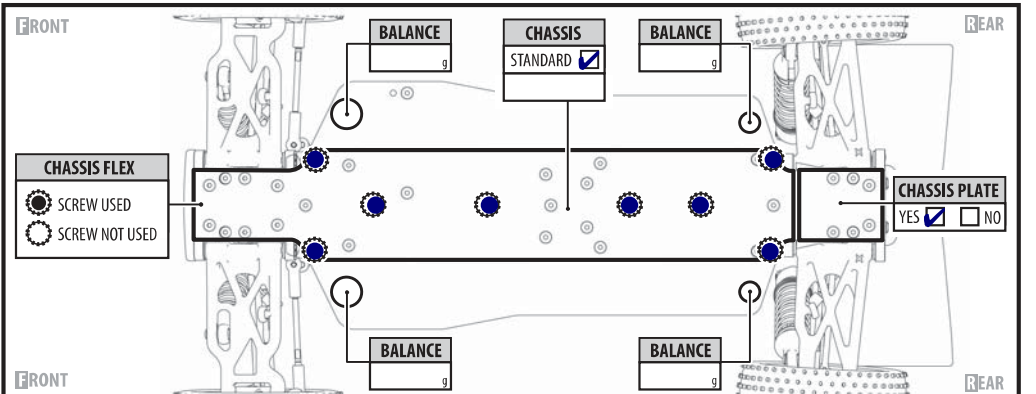 FRONT
REAR
BALANCE
g
CHASSIS
STANDARD
BALANCE
g
CHASSIS FLEX
SCREW USED
SCREW NOT USED
CHASSIS PLATE
YES NO
BALANCE
g
BALANCE
g
FRONT
REAR